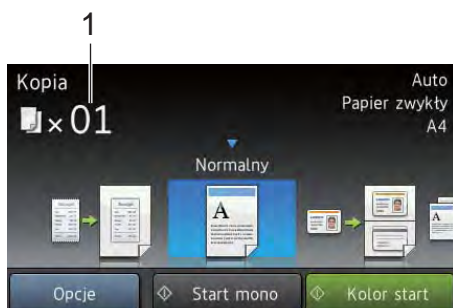 1
Kopia
Auto
Papier zwykły
A4
×01
Normalny
A
A
Opcje
Start mono
Kolor start